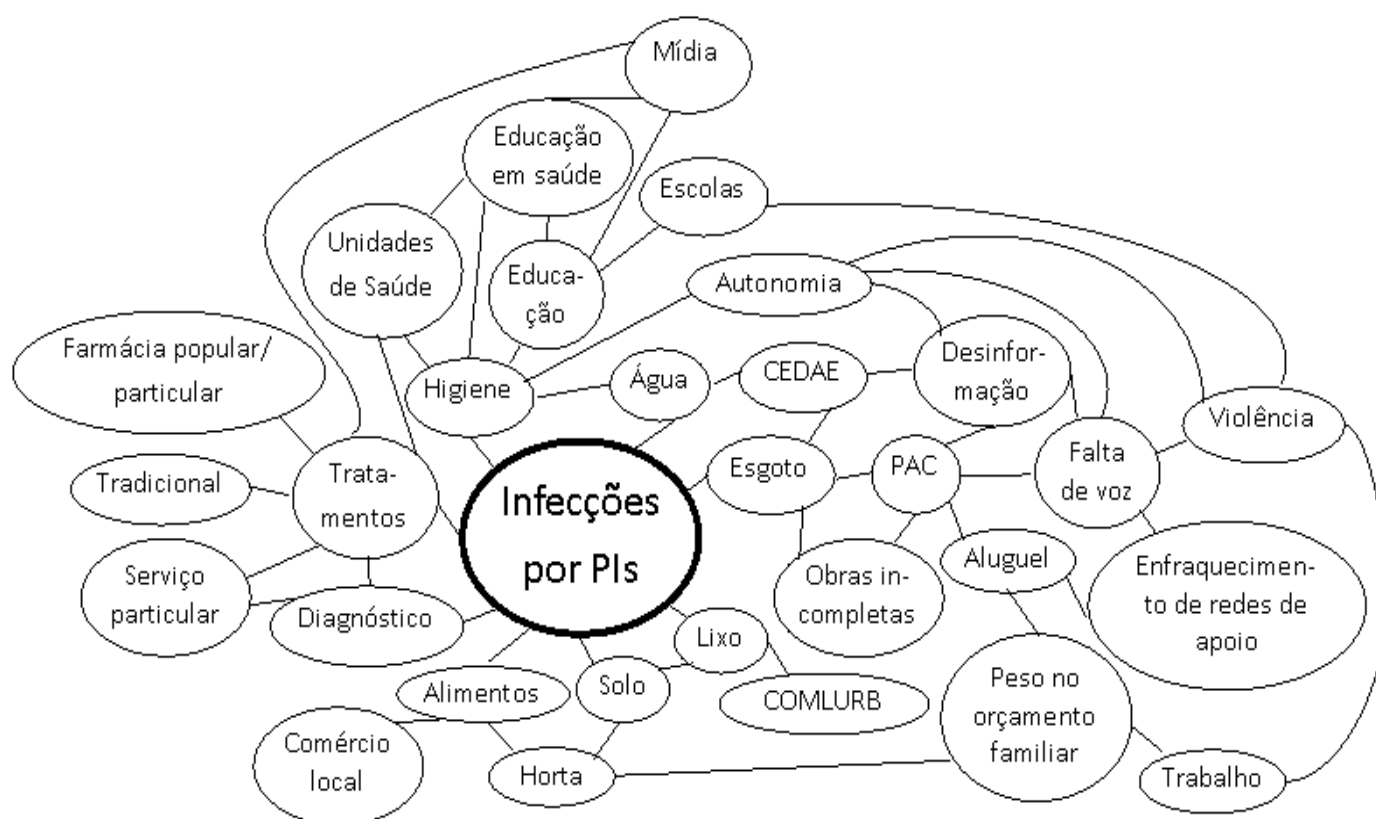 Mídia
Educação
em saúde
Escolas
Unidades
de Saúde
Educa-
ção
Autonomia
Farmácia popular/
particular
Higiene
Água
CEDAE
Desinfor-
mação
Violência
Tradicional
Trata-
mentos
Infecções
por PIs
Esgoto
PAC
Falta
de voz
Serviço
particular
Diagnóstico
Obras in-
completas
Aluguel
Enfraquecimen-
to de redes de
apoio
Lixo
Alimentos
Solo
COMLURB
Peso no
orçamento
familiar
Comércio
local
Horta
Trabalho